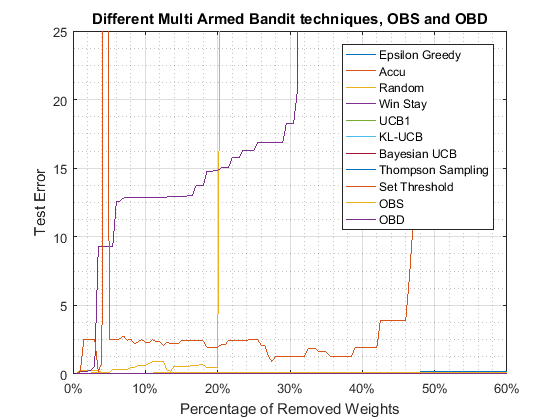 Different Multi Armed Bandit techniques, OBS and OBD
25
20
15
10
5
0
Test Error
Epsilon Greedy
Accu
Random
Win Stay
UCB1
KL-UCB
Bayesian UCB
Thompson Sampling
Set Threshold
OBS
OBD
0% 10% 20% 30% 40% 50% 60%
Percentage of Removed Weights